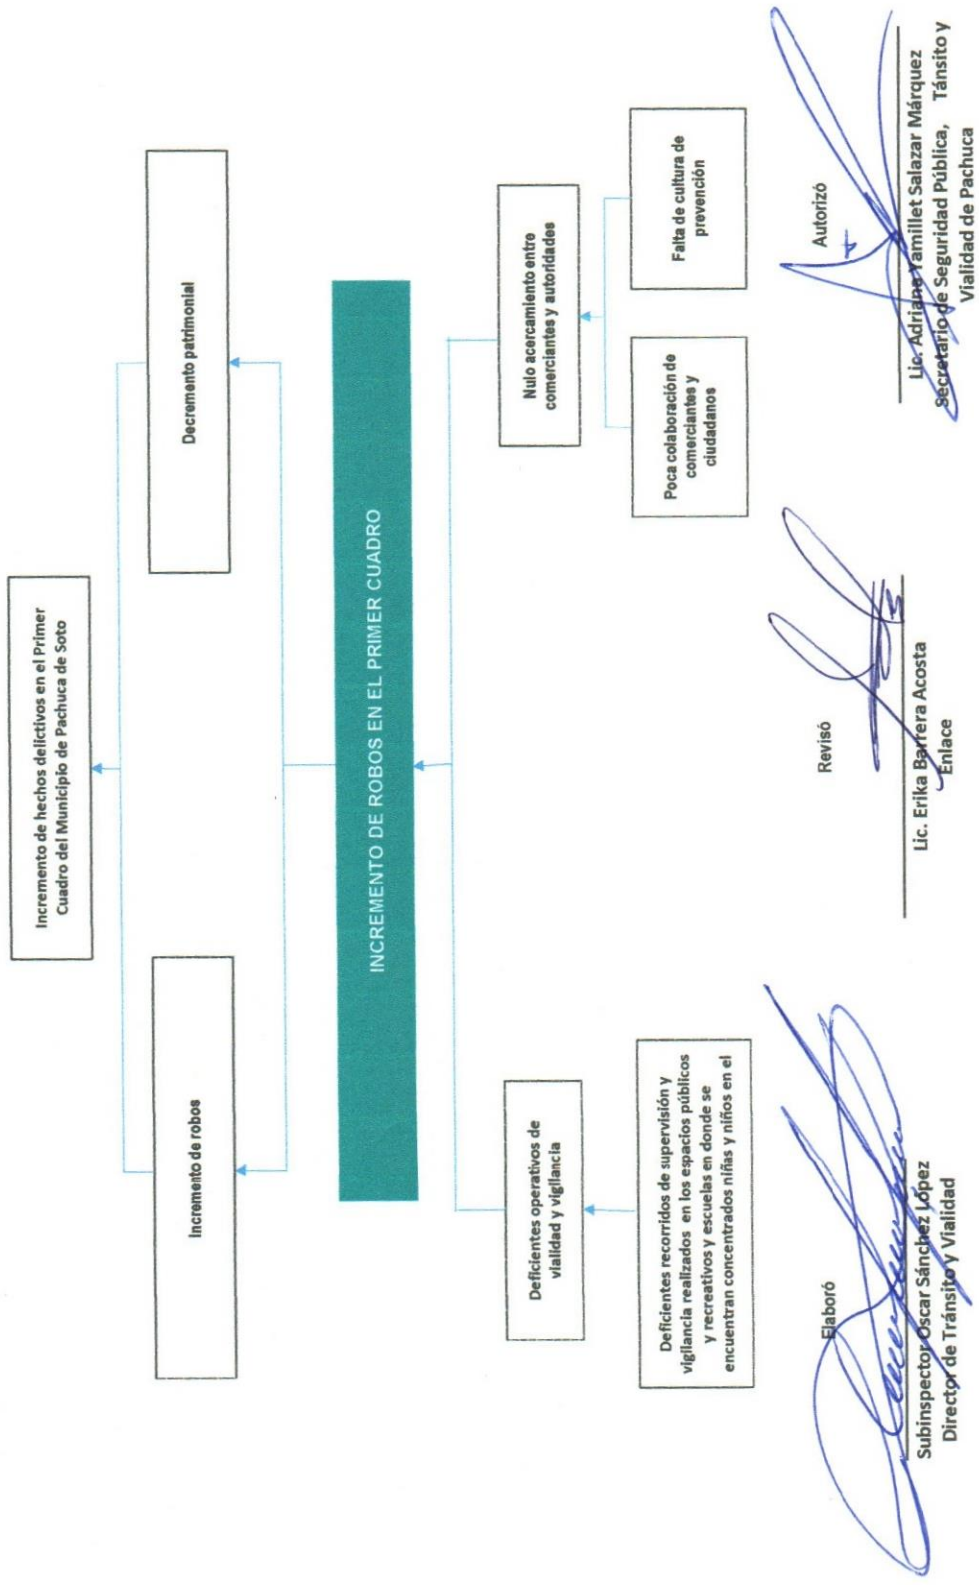 Incremento de hechos delictivos en el Primer
Cuadro del Municipio de Pachuca de Soto
Incremento de robos
Decremento patrimonial
INCREMENTO DE ROBOS EN EL PRIMER CUADRO
Deficientes operativos de
vialidad y vigilancia
Nulo acercamiento entre
comerciantes y autoridades
Deficientes recorridos de supervisión y
vigilancia realizados en los espacios públicos
y recreativos y escuelas en donde se
encuentran concentrados niñas y niños en el
Poca colaboración de
comerciantes y
ciudadanos
Falta de cultura de
prevención
Elaboró
Subinspector Oscar Sánchez López
Director de Tránsito y Vialidad
Revisó
Lic. Erika Barrera Acosta
Enlace
Autorizó
Lic. Adriana Yamillet Salazar Márquez
Secretario de Seguridad Pública, Tánsito y
Vialidad de Pachuca